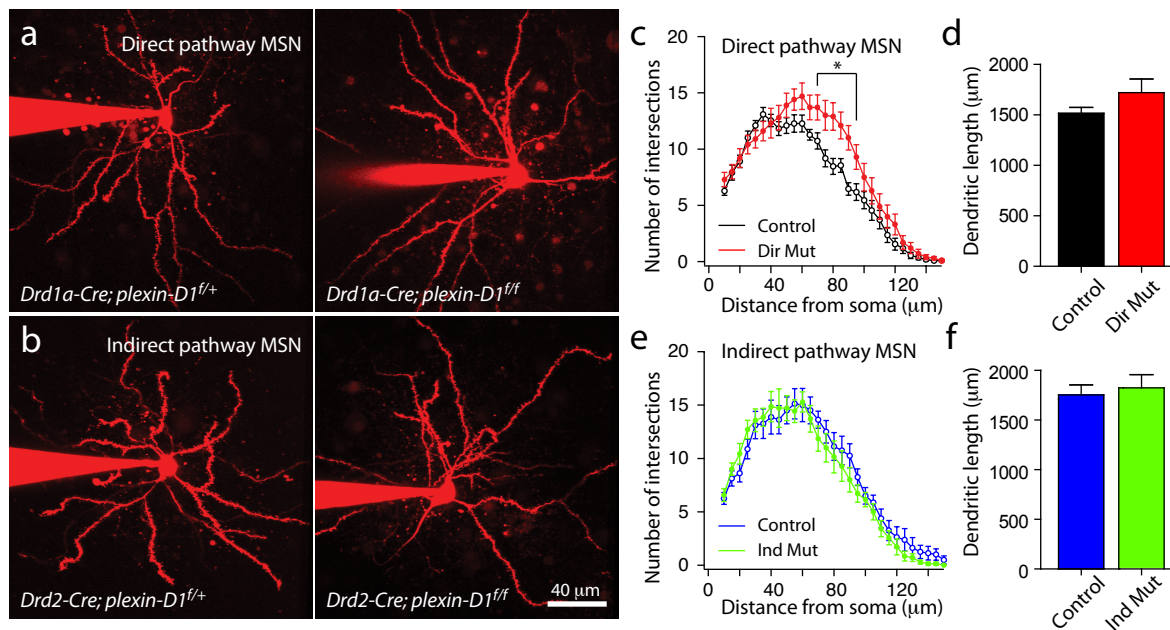 a
Direct pathway MSN
Drd1a-Cre; plexin-D1f/+
Drd1a-Cre; plexin-D1f/f
b
Indirect pathway MSN
Drd2-Cre; plexin-D1f/+
Drd2-Cre; plexin-D1f/f
40 μm
c
Direct pathway MSN
*
Number of intersections
20
15
10
5
0
Control
Dir Mut
0
40
80
120
Distance from soma (μm)
d
Dendritic length (μm)
2000
1500
1000
500
0
Control
Dir Mut
e
Indirect pathway MSN
Number of intersections
20
15
10
5
0
Control
Ind Mut
0
40
80
120
Distance from soma (μm)
f
Dendritic length (μm)
2000
1500
1000
500
0
Control
Ind Mut